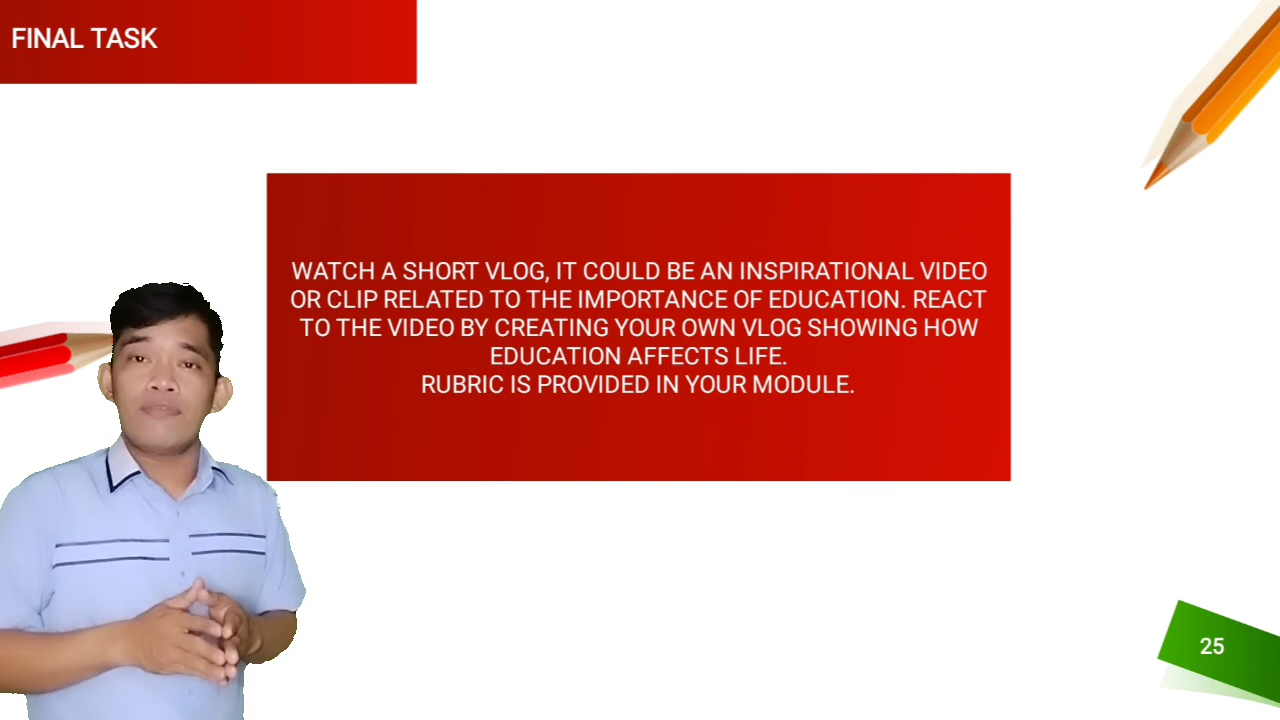 FINAL TASK
WATCH A SHORT VLOG, IT COULD BE AN INSPIRATIONAL VIDEO
OR CLIP RELATED TO THE IMPORTANCE OF EDUCATION. REACT
TO THE VIDEO BY CREATING YOUR OWN VLOG SHOWING HOW
EDUCATION AFFECTS LIFE.
RUBRIC IS PROVIDED IN YOUR MODULE.
25